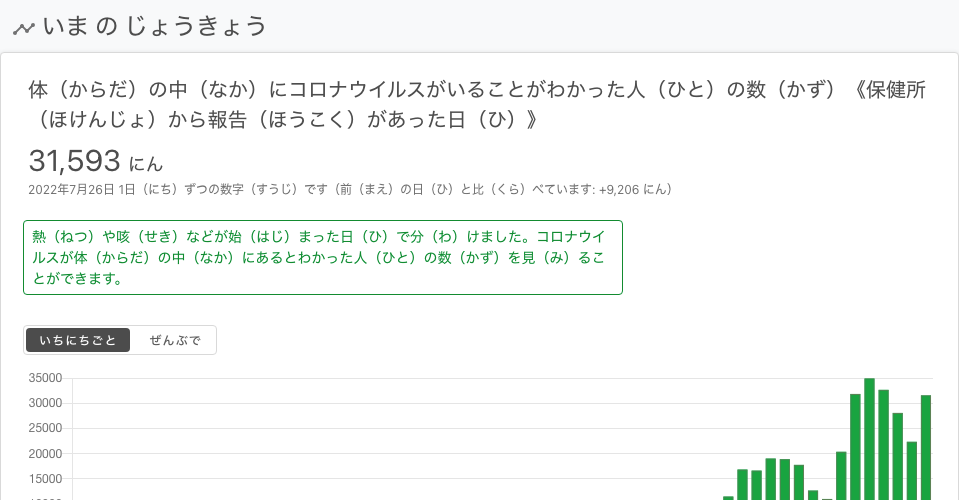 いま の じょうきょう
体（からだ）の中（なか）にコロナウイルスがいることがわかった人（ひと）の数（かず）《保健所
（ほけんじょ）から報告（ほうこく）があった日（ひ）》
31,593 にん
2022年7月26日 1日（にち）ずつの数字（すうじ）です（前（まえ）の日（ひ）と比（くら）べています: +9,206 にん）
熱（ねつ）や咳（せき）などが始（はじ）まった日（ひ）で分（わ）けました。コロナウイ
ルスが体（からだ）の中（なか）にあるとわかった人（ひと）の数（かず）を見（み）るこ
とができます。
いちにちごと ぜんぶで
35000
30000
25000
20000
15000